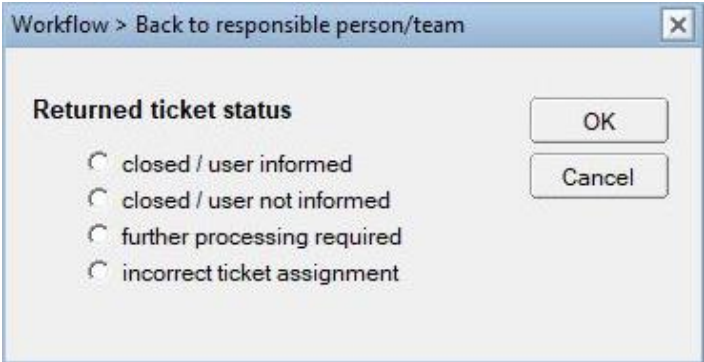 Workflow > Back to responsible person/team
Returned ticket status
OK
closed / user informed
Cancel
closed / user not informed
further processing required
incorrect ticket assignment